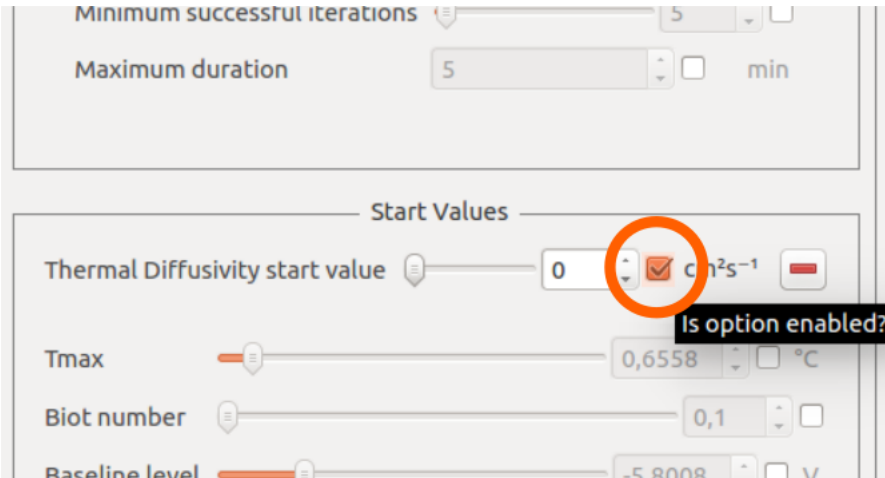 Minimum successful iterations 5
Maximum duration 5 min
Start Values
Thermal Diffusivity start value 0 cm²s⁻¹
Is option enabled?
Tmax 0,6558 °C
Biot number 0,1
Baseline level -5,8008 V